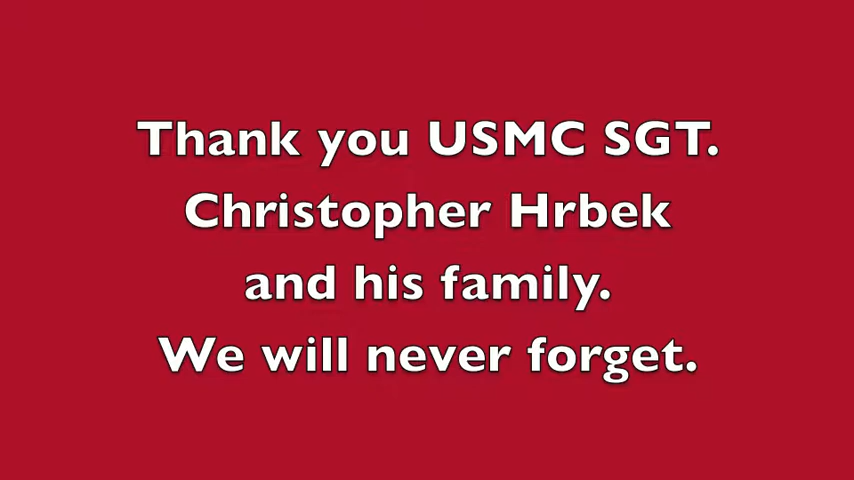 Thank you USMC SGT.
Christopher Hrbek
and his family.
We will never forget.